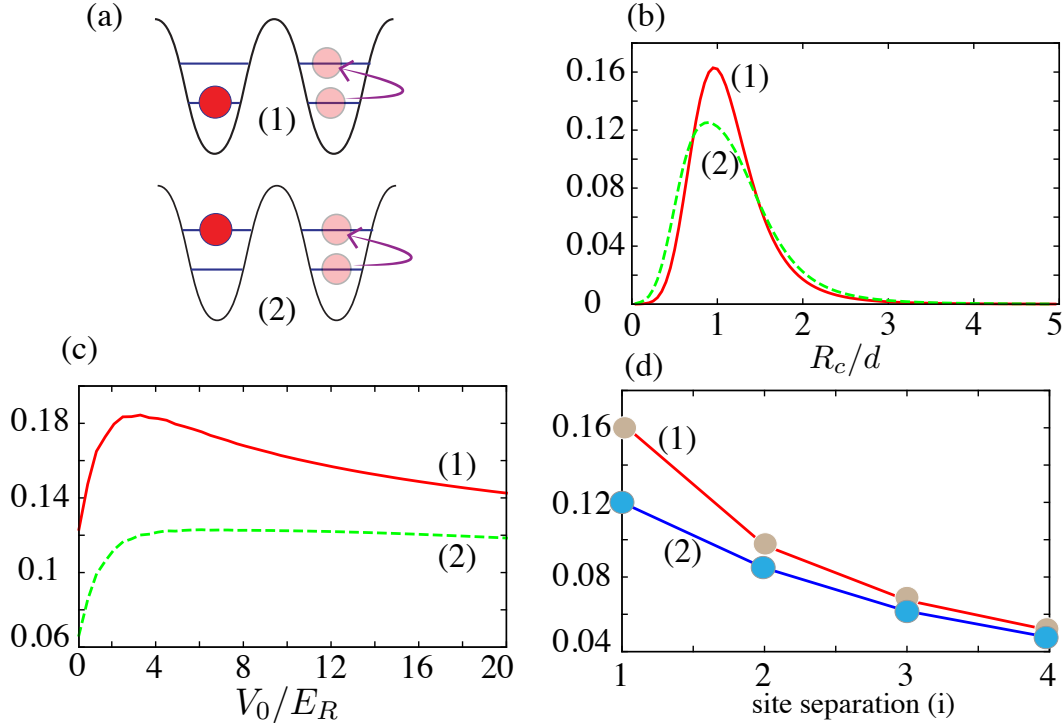 (a)
(1)
(2)
(b)
0.16
0.12
0.08
0.04
0
(1)
(2)
0 1 2 3 4 5
R_c/d
(c)
0.18
0.14
0.1
0.06
(1)
(2)
0 4 8 12 16 20
V_0/E_R
(d)
0.16
0.12
0.08
0.04
(1)
(2)
1 2 3 4
site separation (i)